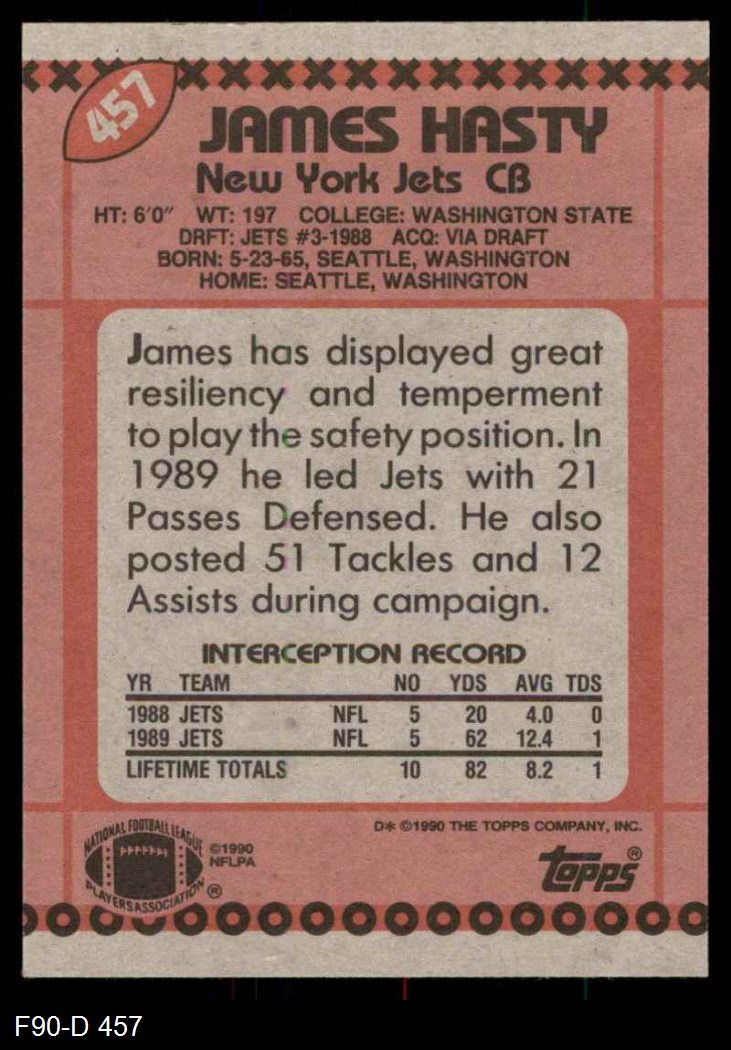 457
JAMES HASTY
New York Jets CB
HT: 6'0" WT: 197 COLLEGE: WASHINGTON STATE
DRFT: JETS #3-1988 ACQ: VIA DRAFT
BORN: 5-23-65, SEATTLE, WASHINGTON
HOME: SEATTLE, WASHINGTON
James has displayed great
resiliency and temperment
to play the safety position. In
1989 he led Jets with 21
Passes Defensed. He also
posted 51 Tackles and 12
Assists during campaign.
INTERCEPTION RECORD
YR TEAM NO YDS AVG TDS
1988 JETS NFL 5 20 4.0 0
1989 JETS NFL 5 62 12.4 1
LIFETIME TOTALS 10 82 8.2 1
D* ©1990 THE TOPPS COMPANY, INC.
NATIONAL FOOTBALL LEAGUE
PLAYERS ASSOCIATION ®
©1990
NFLPA
topps®
F90-D 457